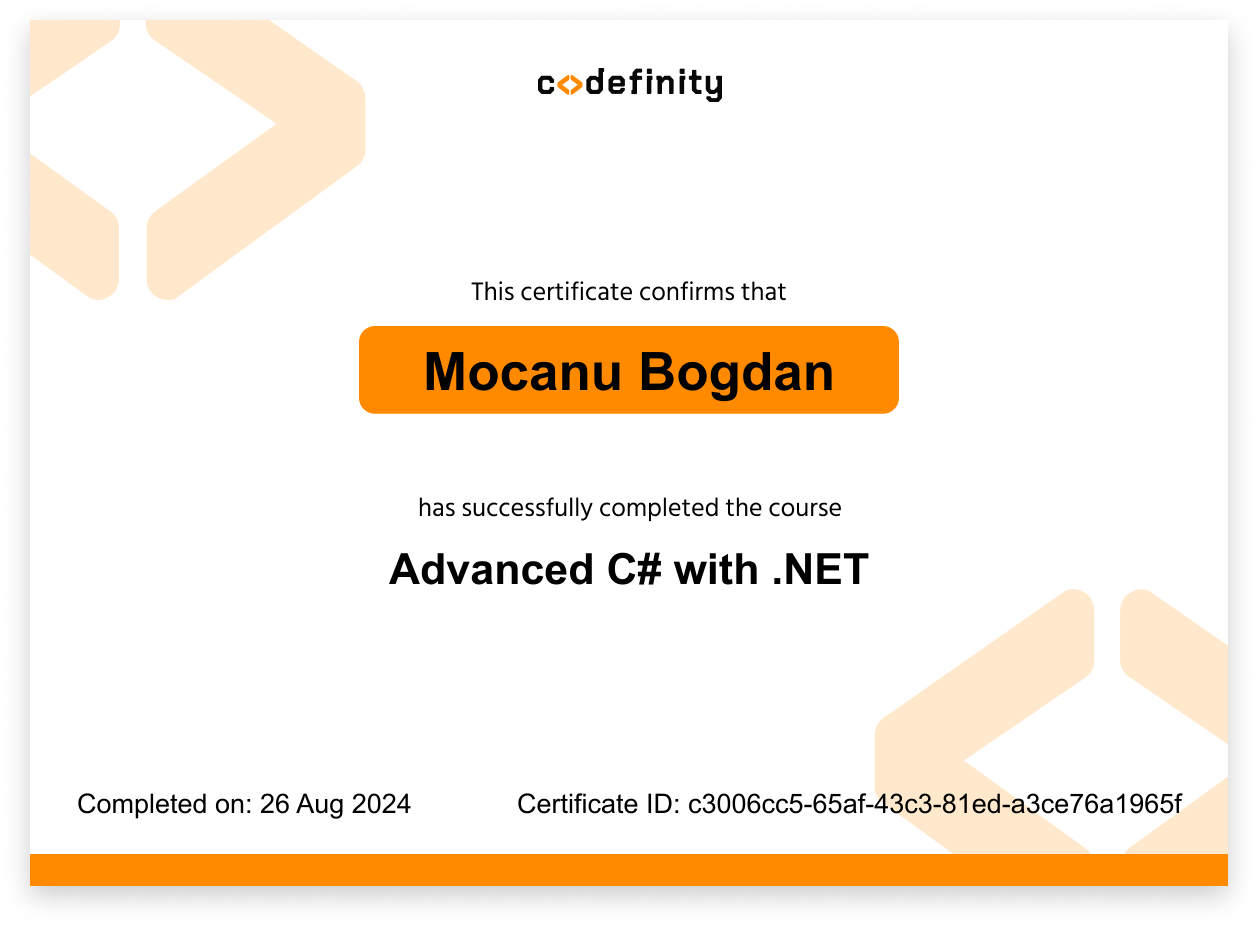 codefinity
This certificate confirms that
Mocanu Bogdan
has successfully completed the course
Advanced C# with .NET
Completed on: 26 Aug 2024
Certificate ID: c3006cc5-65af-43c3-81ed-a3ce76a1965f